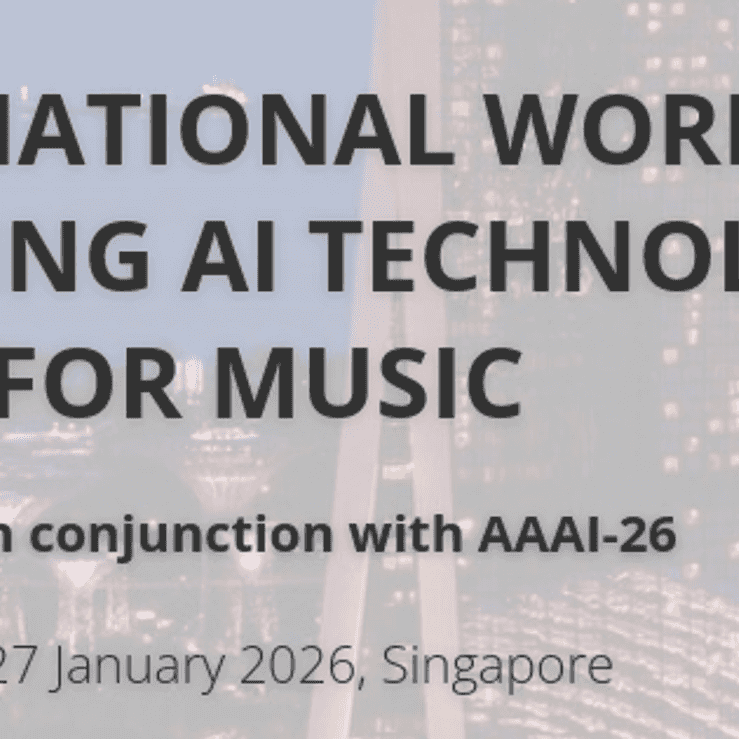 NATIONAL WOR
NG AI TECHNO
FOR MUSIC
n conjunction with AAAI-26
27 January 2026, Singapore